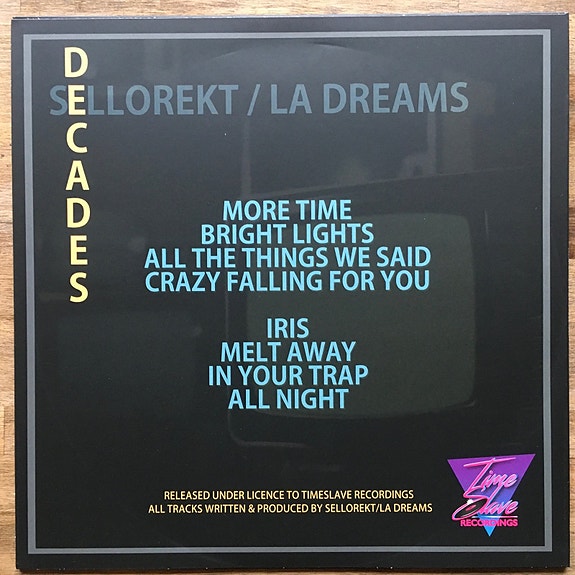 DECADES
SELLOREKT / LA DREAMS
MORE TIME
BRIGHT LIGHTS
ALL THE THINGS WE SAID
CRAZY FALLING FOR YOU
IRIS
MELT AWAY
IN YOUR TRAP
ALL NIGHT
RELEASED UNDER LICENCE TO TIMESLAVE RECORDINGS
ALL TRACKS WRITTEN & PRODUCED BY SELLOREKT/LA DREAMS
Time
Slave
RECORDINGS